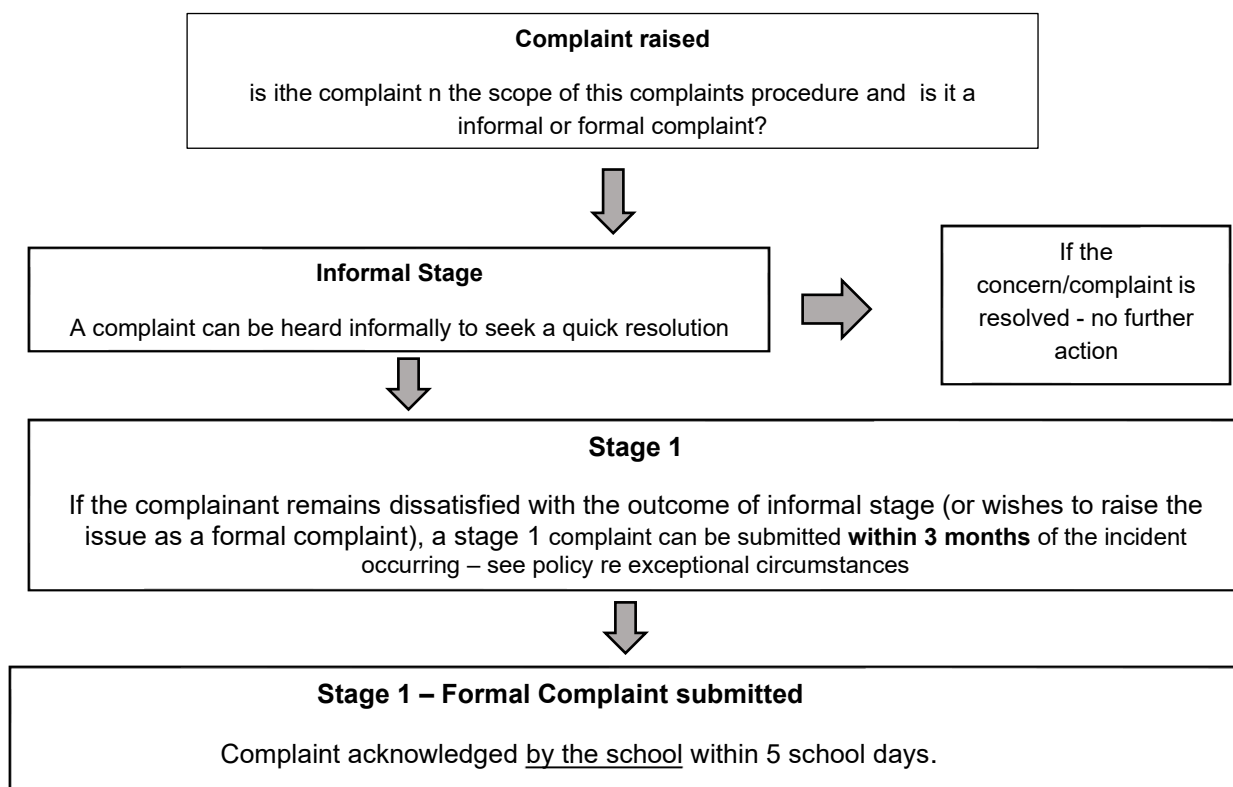 Complaint raised
is ithe complaint n the scope of this complaints procedure and is it a
informal or formal complaint?
Informal Stage
A complaint can be heard informally to seek a quick resolution
If the
concern/complaint is
resolved - no further
action
Stage 1
If the complainant remains dissatisfied with the outcome of informal stage (or wishes to raise the
issue as a formal complaint), a stage 1 complaint can be submitted within 3 months of the incident
occurring – see policy re exceptional circumstances
Stage 1 – Formal Complaint submitted
Complaint acknowledged by the school within 5 school days.